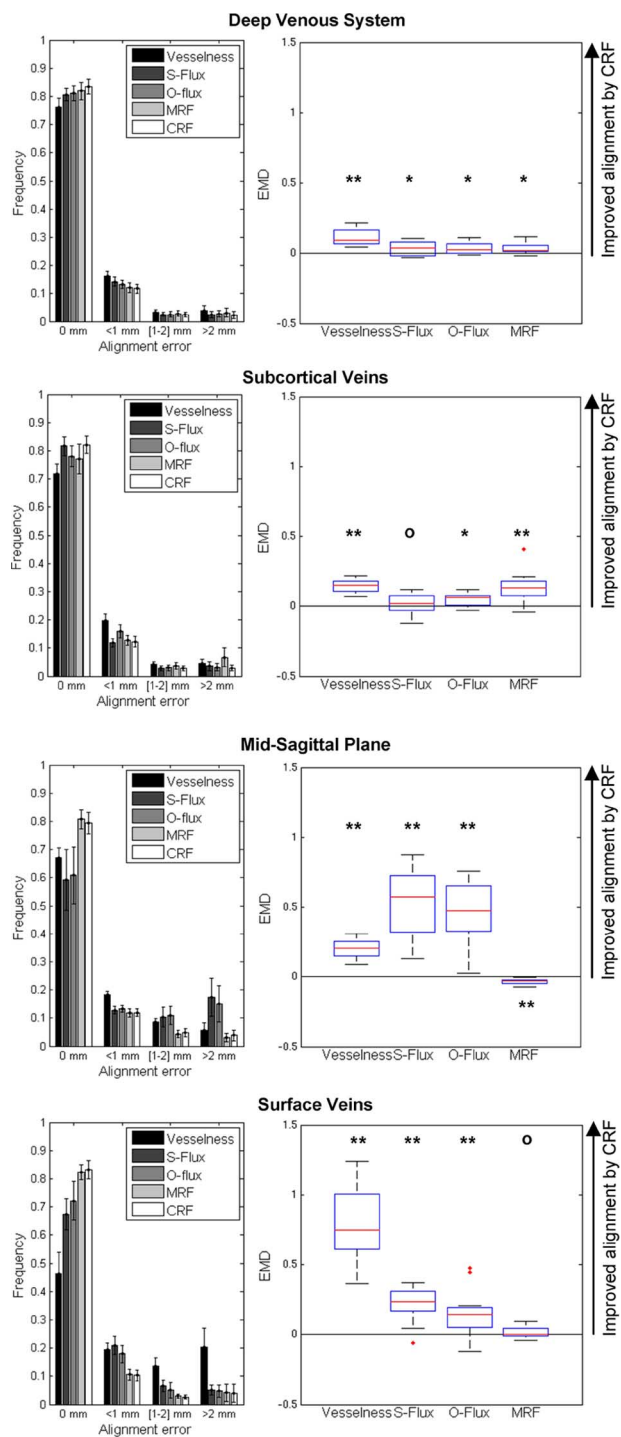 Deep Venous System
Vesselness
S-Flux
O-flux
MRF
CRF
1
0.9
0.8
0.7
0.6
0.5
0.4
0.3
0.2
0.1
0
Frequency
0 mm <1 mm [1-2] mm >2 mm
Alignment error
1.5
1
0.5
0
-0.5
EMD
** * * *
Vesselness S-Flux O-Flux MRF
Improved alignment by CRF
Subcortical Veins
Vesselness
S-Flux
O-flux
MRF
CRF
1
0.9
0.8
0.7
0.6
0.5
0.4
0.3
0.2
0.1
0
Frequency
0 mm <1 mm [1-2] mm >2 mm
Alignment error
1.5
1
0.5
0
-0.5
EMD
** o * **
Vesselness S-Flux O-Flux MRF
Improved alignment by CRF
Mid-Sagittal Plane
Vesselness
S-Flux
O-flux
MRF
CRF
1
0.9
0.8
0.7
0.6
0.5
0.4
0.3
0.2
0.1
0
Frequency
0 mm <1 mm [1-2] mm >2 mm
Alignment error
1.5
1
0.5
0
-0.5
EMD
** ** **
**
Vesselness S-Flux O-Flux MRF
Improved alignment by CRF
Surface Veins
Vesselness
S-Flux
O-flux
MRF
CRF
1
0.9
0.8
0.7
0.6
0.5
0.4
0.3
0.2
0.1
0
Frequency
0 mm <1 mm [1-2] mm >2 mm
Alignment error
1.5
1
0.5
0
-0.5
EMD
** ** ** o
Vesselness S-Flux O-Flux MRF
Improved alignment by CRF